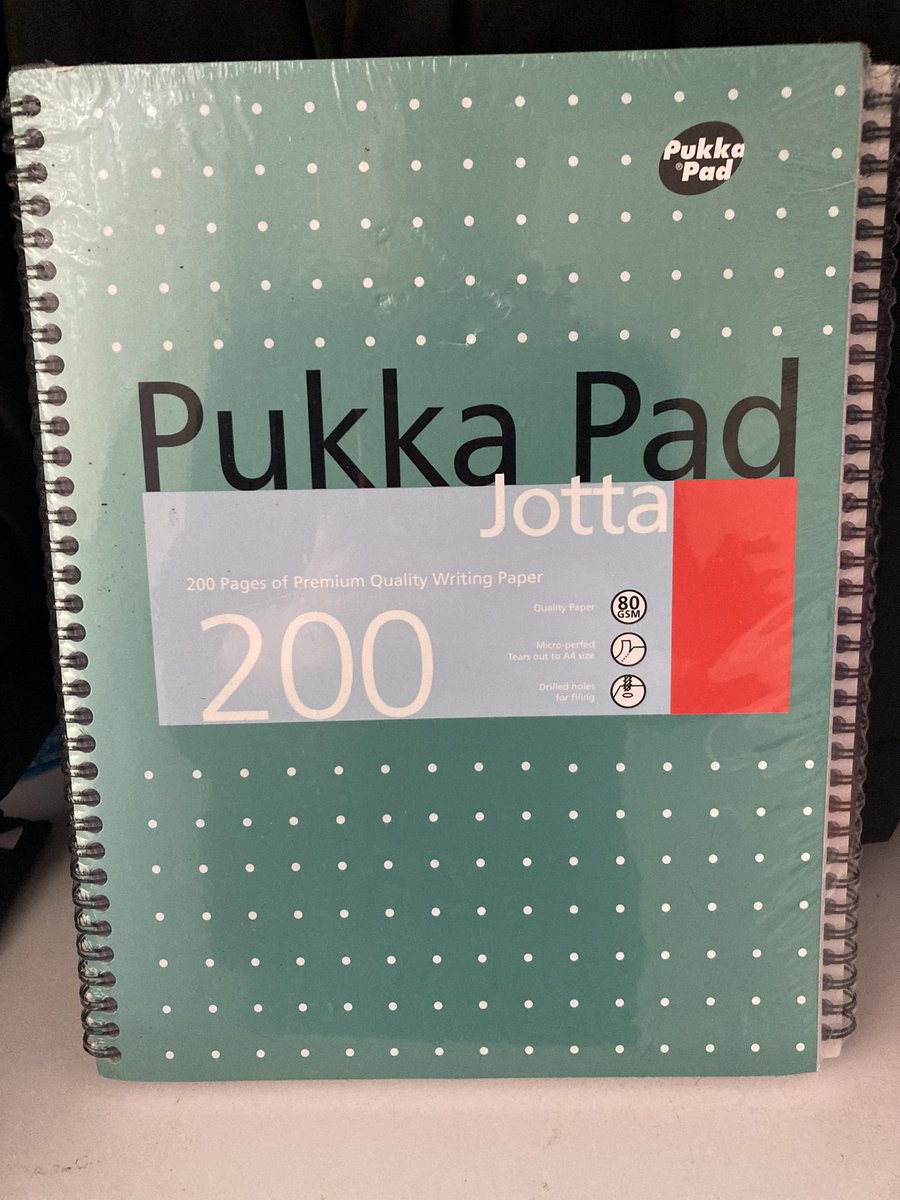 Pukka
® Pad
Pukka Pad
Jotta
200 Pages of Premium Quality Writing Paper
200
Quality Paper
80
GSM
Micro-perfed
Tears out to A4 size
Drilled holes
for filing